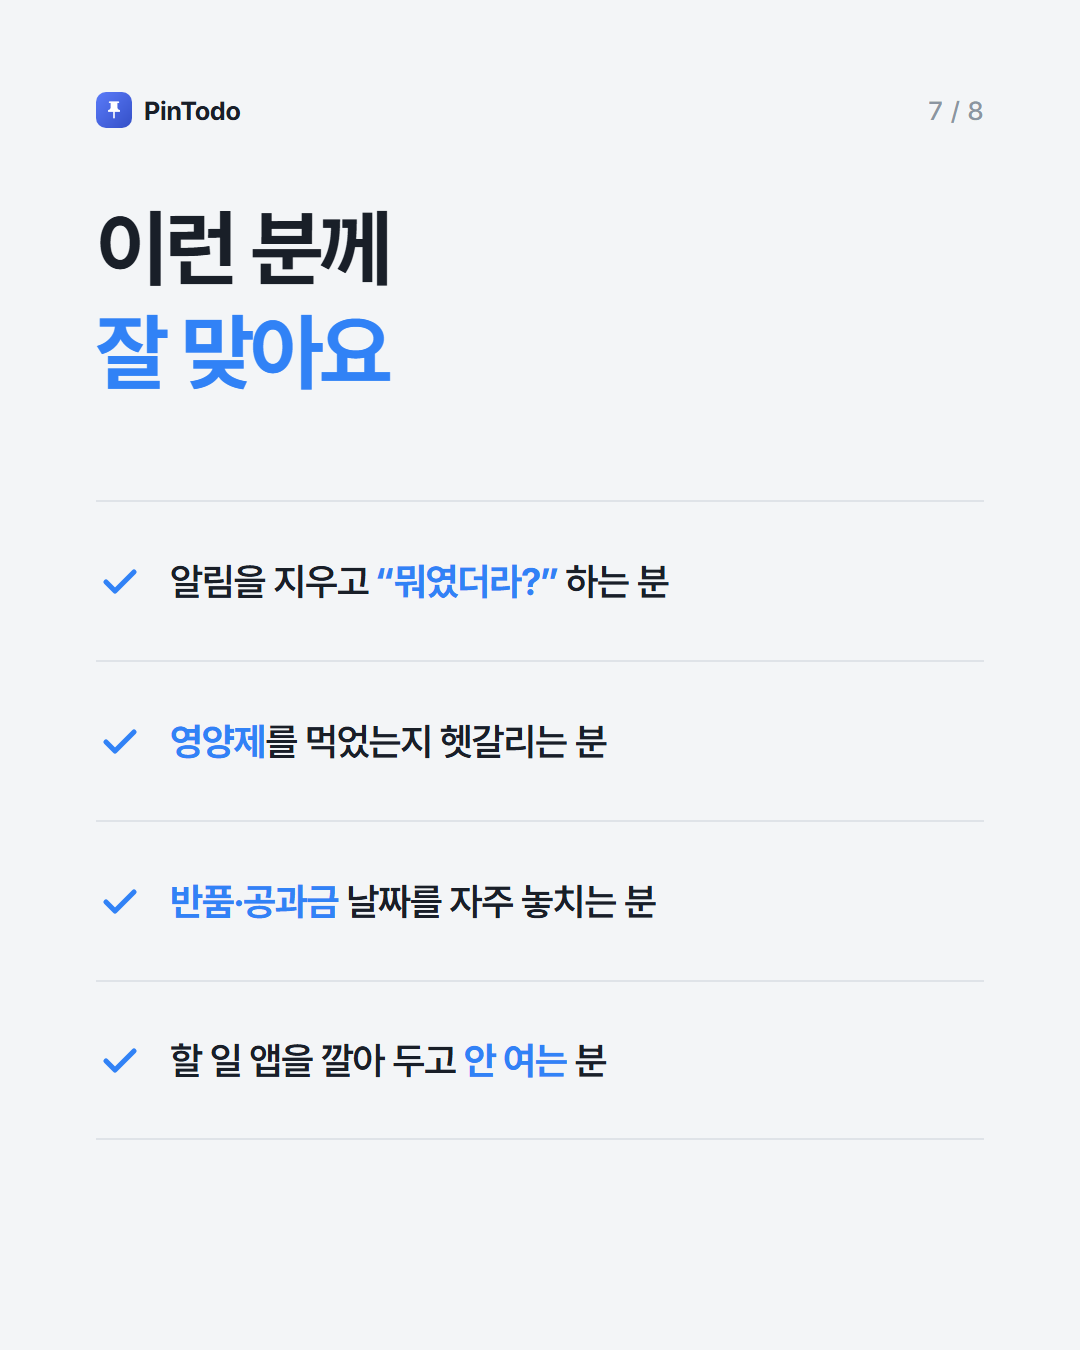 PinTodo
7 / 8
이런 분께
잘 맞아요
알림을 지우고 “뭐였더라?” 하는 분
영양제를 먹었는지 헷갈리는 분
반품·공과금 날짜를 자주 놓치는 분
할 일 앱을 깔아 두고 안 여는 분